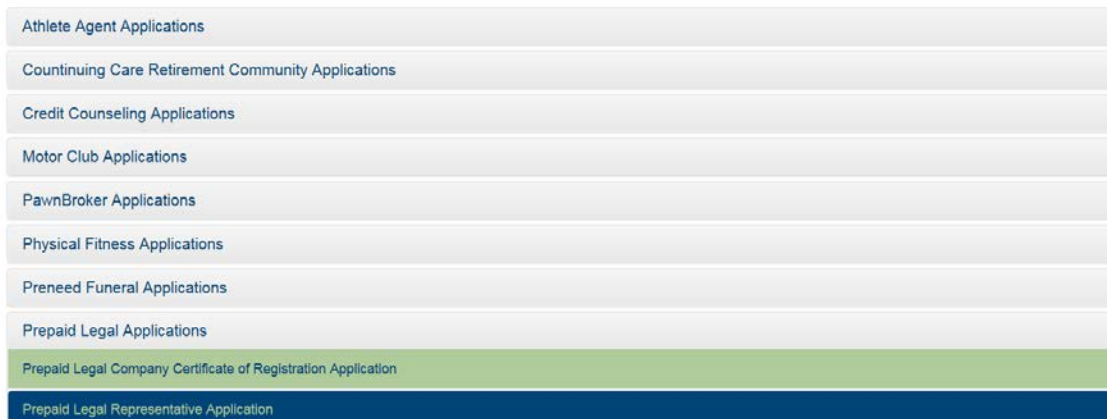 Athlete Agent Applications
Countinuing Care Retirement Community Applications
Credit Counseling Applications
Motor Club Applications
PawnBroker Applications
Physical Fitness Applications
Preneed Funeral Applications
Prepaid Legal Applications
Prepaid Legal Company Certificate of Registration Application
Prepaid Legal Representative Application